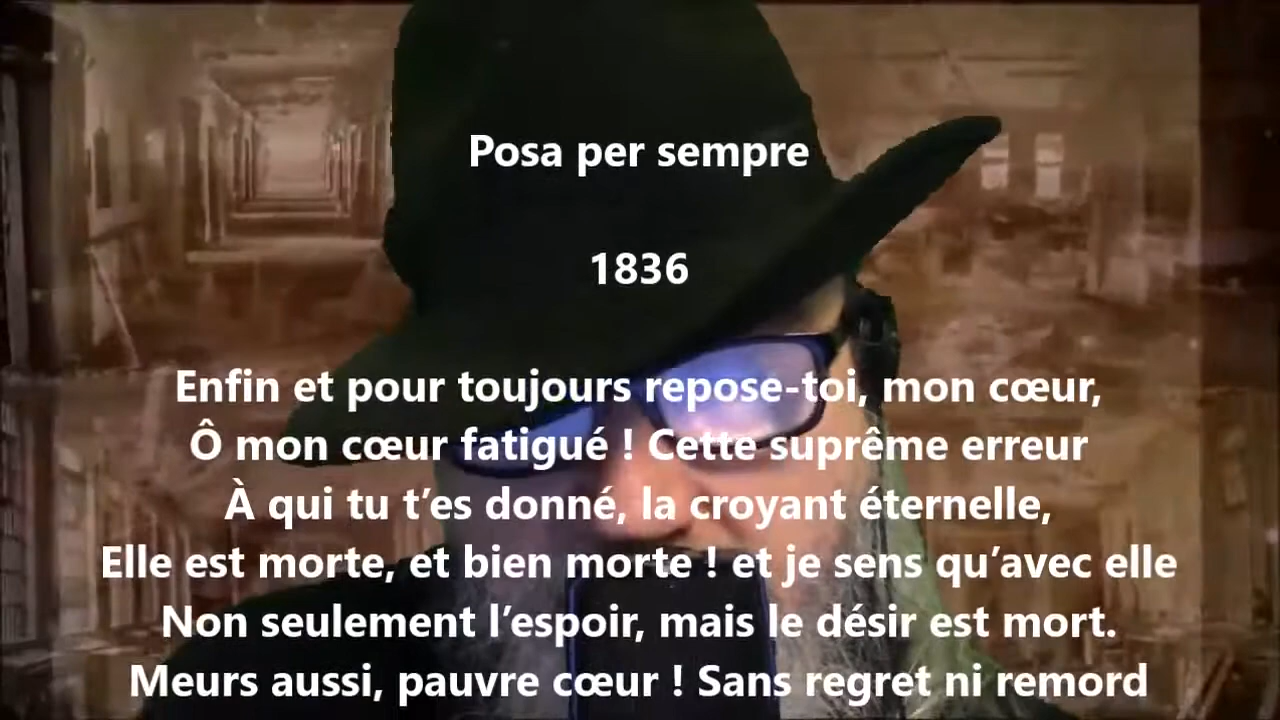 Posa per sempre
1836
Enfin et pour toujours repose-toi, mon cœur,
Ô mon cœur fatigué ! Cette suprême erreur
À qui tu t’es donné, la croyant éternelle,
Elle est morte, et bien morte ! et je sens qu’avec elle
Non seulement l’espoir, mais le désir est mort.
Meurs aussi, pauvre cœur ! Sans regret ni remord